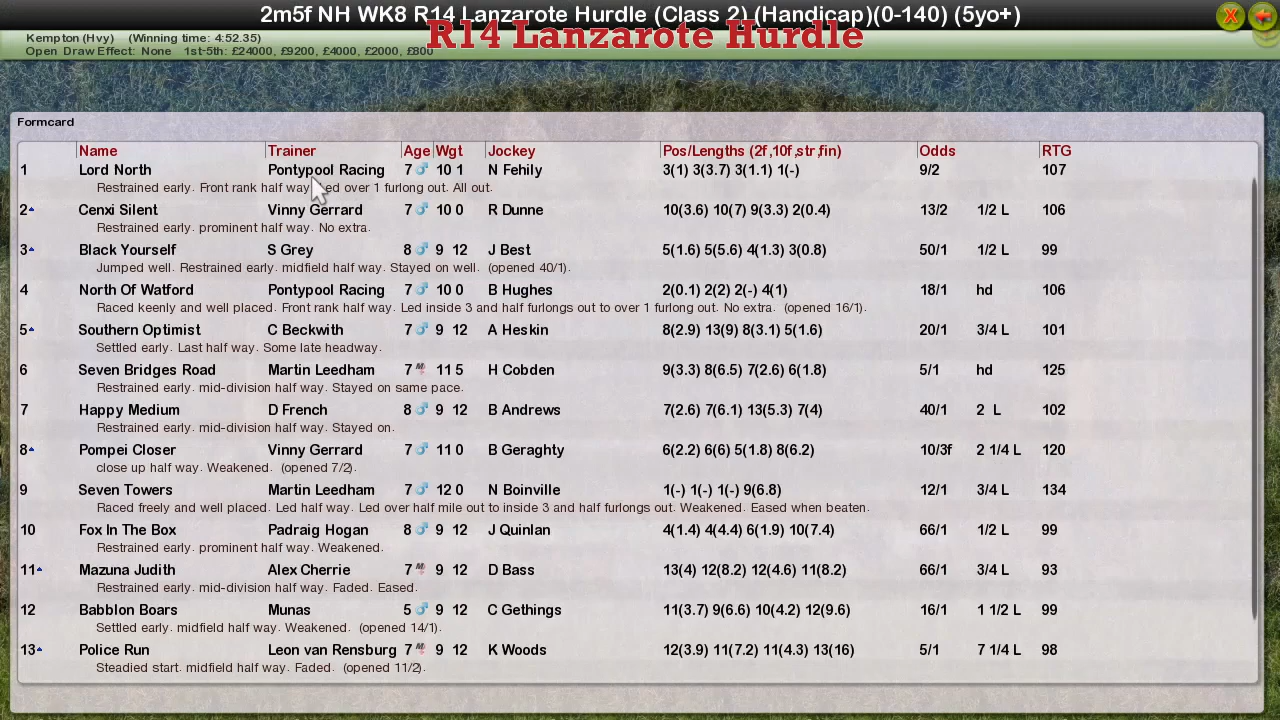 2m5f NH WK8 R14 Lanzarote Hurdle (Class 2) (Handicap)(0-140) (5yo+)
R14 Lanzarote Hurdle
Kempton (Hvy) (Winning time: 4:52.35)
Open Draw Effect: None 1st-5th: £24000, £9200, £4000, £2000, £800
Formcard
Name Trainer Age Wgt Jockey Pos/Lengths (2f,10f,str,fin) Odds RTG
1 Lord North Pontypool Racing 7 10 1 N Fehily 3(1) 3(3.7) 3(1.1) 1(-) 9/2 107
Restrained early. Front rank half way. Led over 1 furlong out. All out.
2 Cenxi Silent Vinny Gerrard 7 10 0 R Dunne 10(3.6) 10(7) 9(3.3) 2(0.4) 13/2 1/2 L 106
Restrained early. prominent half way. No extra.
3 Black Yourself S Grey 8 9 12 J Best 5(1.6) 5(5.6) 4(1.3) 3(0.8) 50/1 1/2 L 99
Jumped well. Restrained early. midfield half way. Stayed on well. (opened 40/1).
4 North Of Watford Pontypool Racing 7 10 0 B Hughes 2(0.1) 2(2) 2(-) 4(1) 18/1 hd 106
Raced keenly and well placed. Front rank half way. Led inside 3 and half furlongs out to over 1 furlong out. No extra. (opened 16/1).
5 Southern Optimist C Beckwith 7 9 12 A Heskin 8(2.9) 13(9) 8(3.1) 5(1.6) 20/1 3/4 L 101
Settled early. Last half way. Some late headway.
6 Seven Bridges Road Martin Leedham 7 11 5 H Cobden 9(3.3) 8(6.5) 7(2.6) 6(1.8) 5/1 hd 125
Restrained early. mid-division half way. Stayed on same pace.
7 Happy Medium D French 8 9 12 B Andrews 7(2.6) 7(6.1) 13(5.3) 7(4) 40/1 2 L 102
Restrained early. mid-division half way. Stayed on.
8 Pompei Closer Vinny Gerrard 7 11 0 B Geraghty 6(2.2) 6(6) 5(1.8) 8(6.2) 10/3f 2 1/4 L 120
close up half way. Weakened. (opened 7/2).
9 Seven Towers Martin Leedham 7 12 0 N Boinville 1(-) 1(-) 1(-) 9(6.8) 12/1 3/4 L 134
Raced freely and well placed. Led half way. Led over half mile out to inside 3 and half furlongs out. Weakened. Eased when beaten.
10 Fox In The Box Padraig Hogan 8 9 12 J Quinlan 4(1.4) 4(4.4) 6(1.9) 10(7.4) 66/1 1/2 L 99
Restrained early. prominent half way. Weakened.
11 Mazuna Judith Alex Cherrie 7 9 12 D Bass 13(4) 12(8.2) 12(4.6) 11(8.2) 66/1 3/4 L 93
Restrained early. mid-division half way. Faded. Eased.
12 Babblon Boars Munas 5 9 12 C Gethings 11(3.7) 9(6.6) 10(4.2) 12(9.6) 16/1 1 1/2 L 99
Settled early. midfield half way. Weakened. (opened 14/1).
13 Police Run Leon van Rensburg 7 9 12 K Woods 12(3.9) 11(7.2) 11(4.3) 13(16) 5/1 7 1/4 L 98
Steadied start. midfield half way. Faded. (opened 11/2).